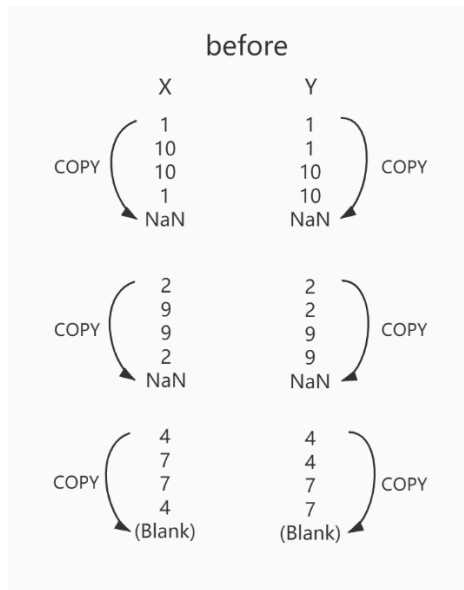 before
X Y
1 1
10 1
COPY 10 10 COPY
1 10
NaN NaN
2 2
9 2
COPY 9 9 COPY
2 9
NaN NaN
4 4
7 4
COPY 7 7 COPY
4 7
(Blank) (Blank)